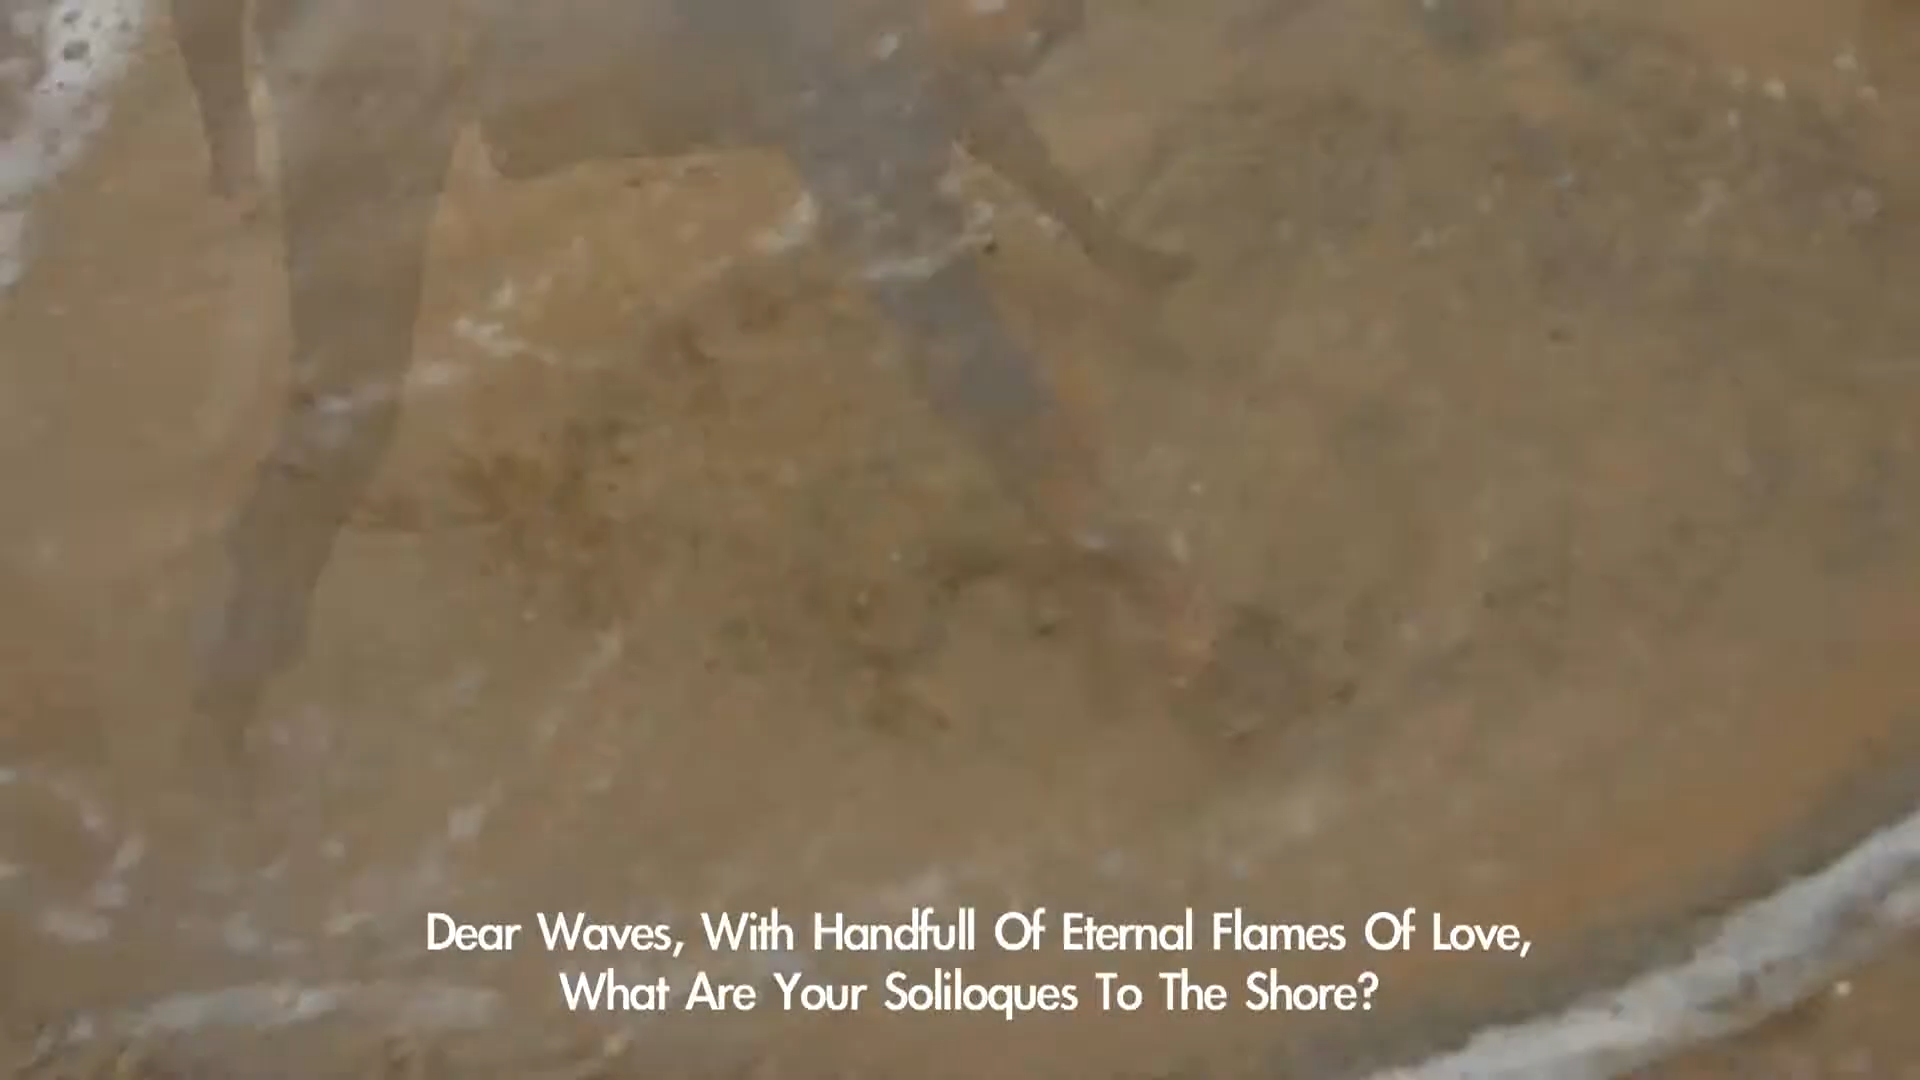 Dear Waves, With Handfull Of Eternal Flames Of Love,
What Are Your Soliloques To The Shore?